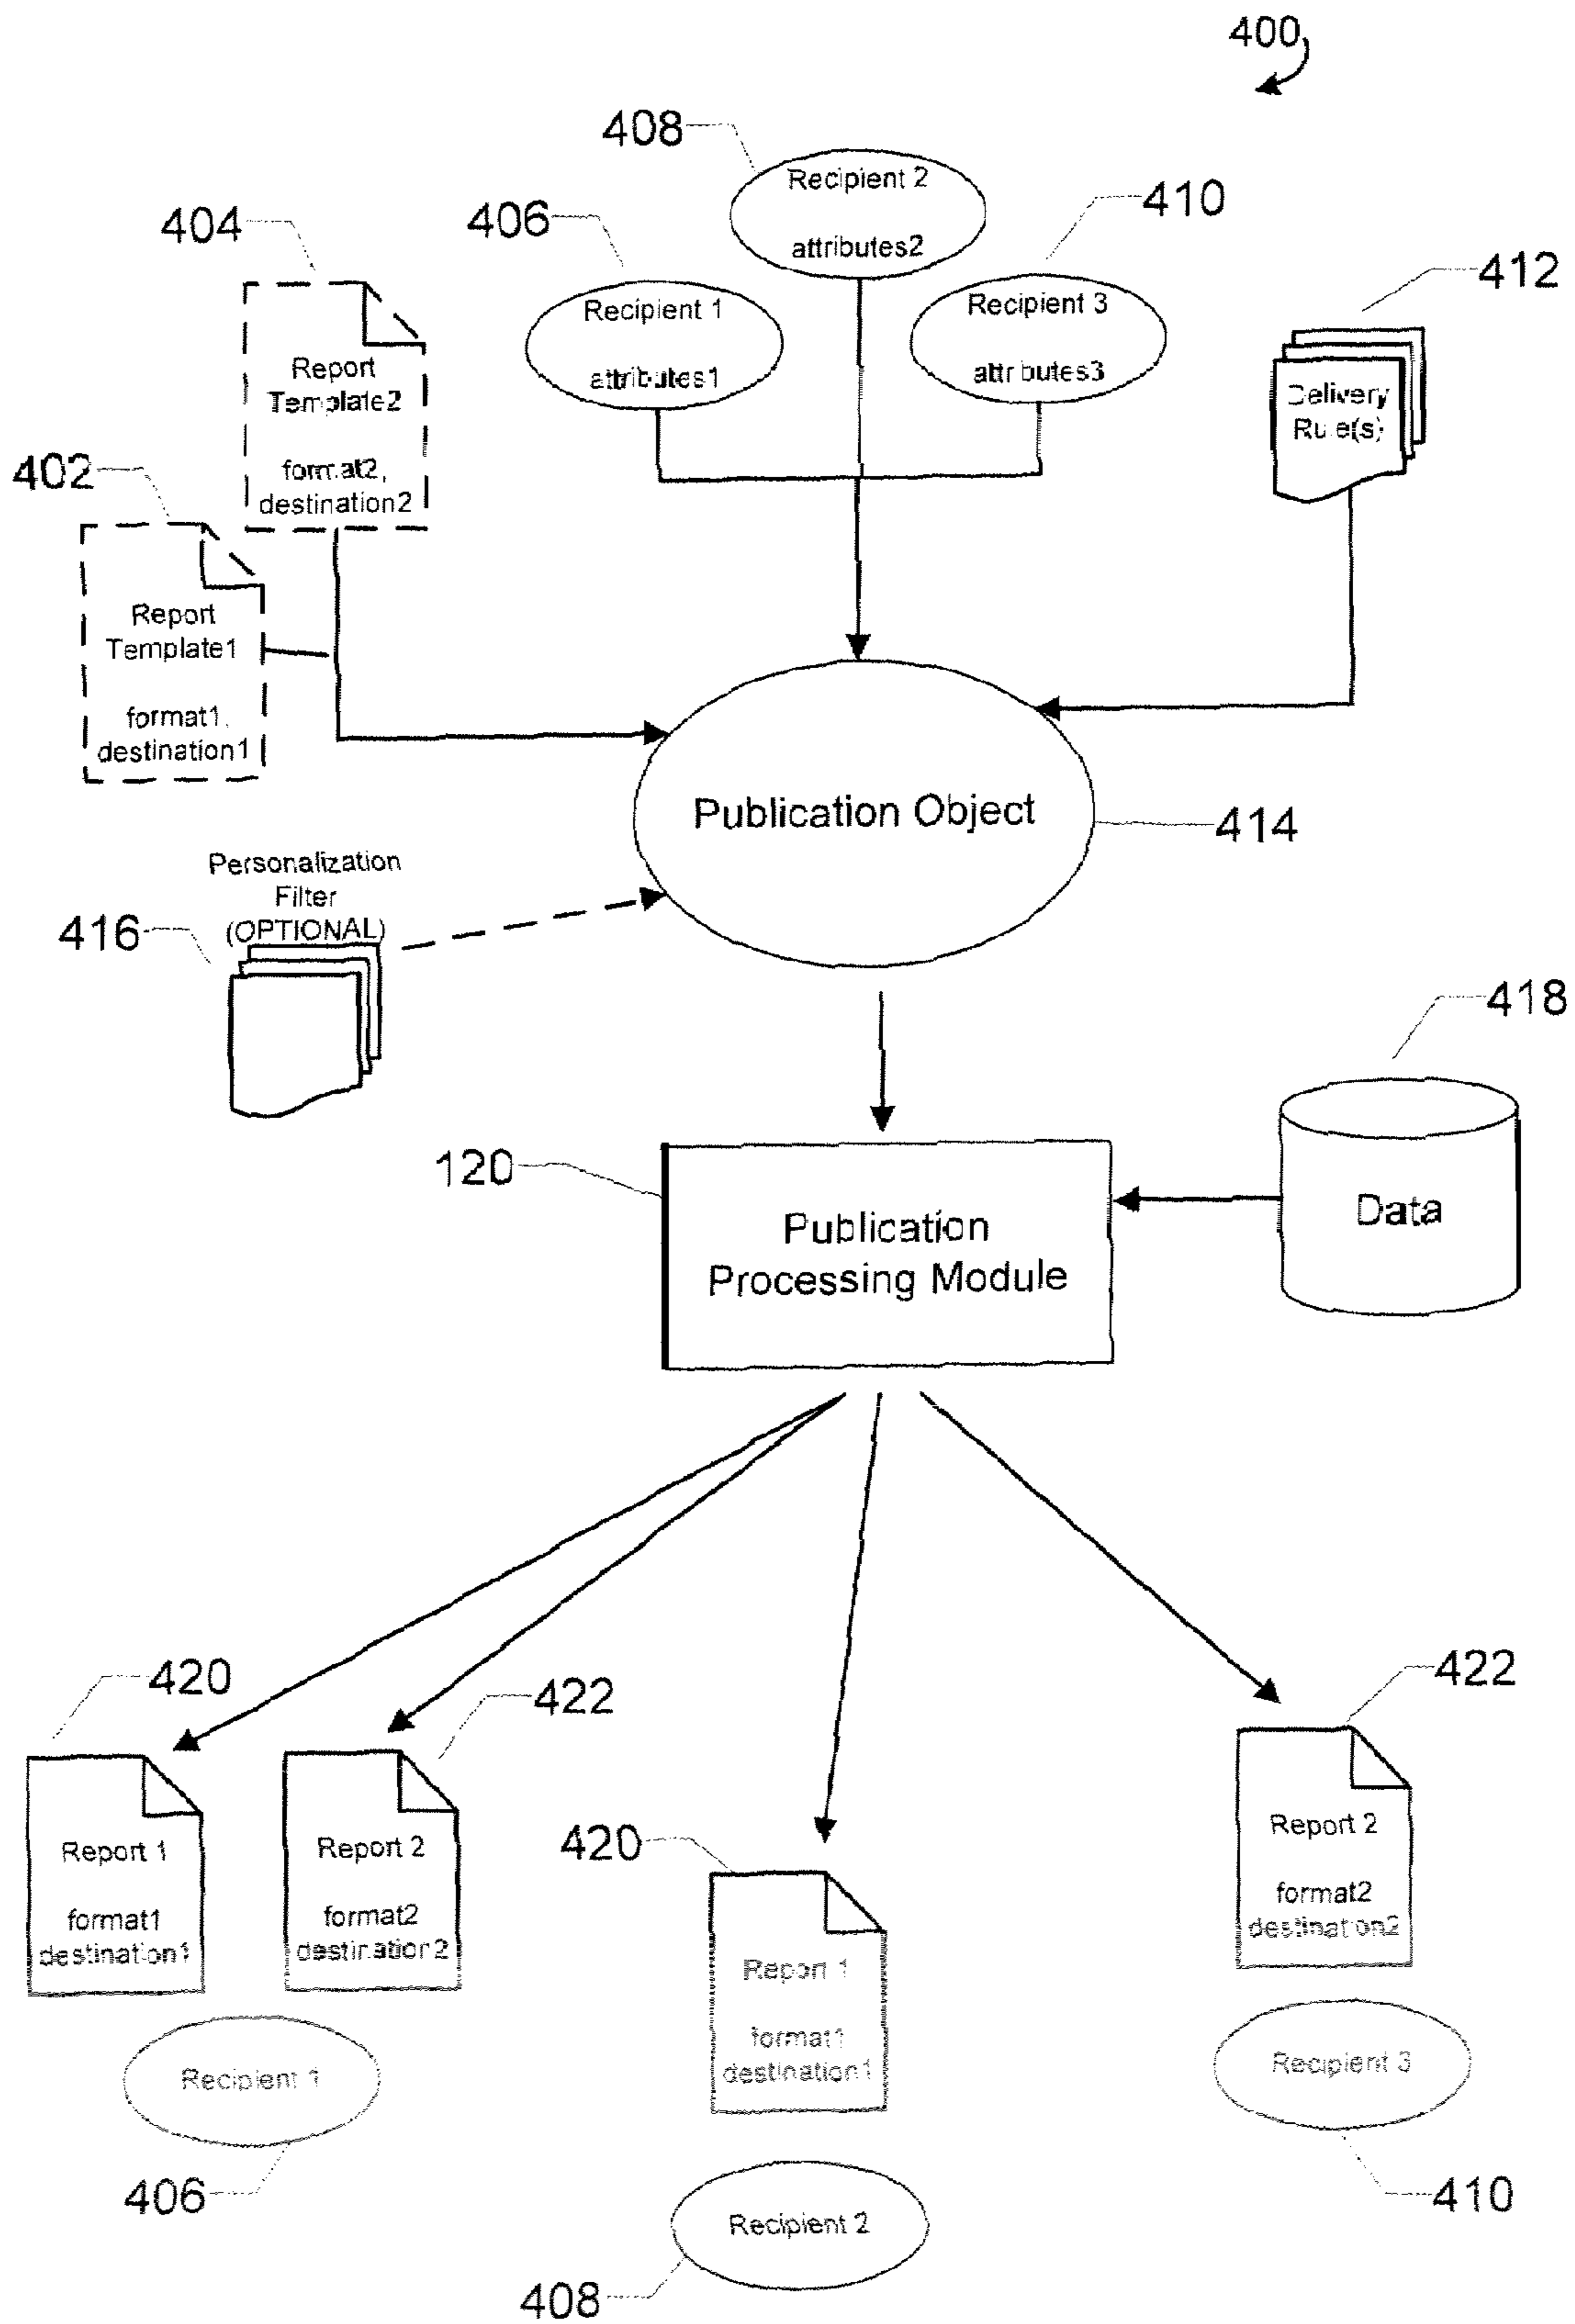 400
408
Recipient 2
attributes2
404
406
410
Recipient 1
attributes1
Recipient 3
attributes3
412
Delivery
Rule(s)
Report
Template2
format2,
destination2
402
Report
Template1
format1,
destination1
Publication Object
414
Personalization
Filter
(OPTIONAL)
416
418
120
Publication
Processing Module
Data
420
422
422
Report 1
format1
destination1
Report 2
format2
destination2
420
Report 1
format1
destination1
Report 2
format2
destination2
Recipient 1
406
Recipient 2
408
Recipient 3
410